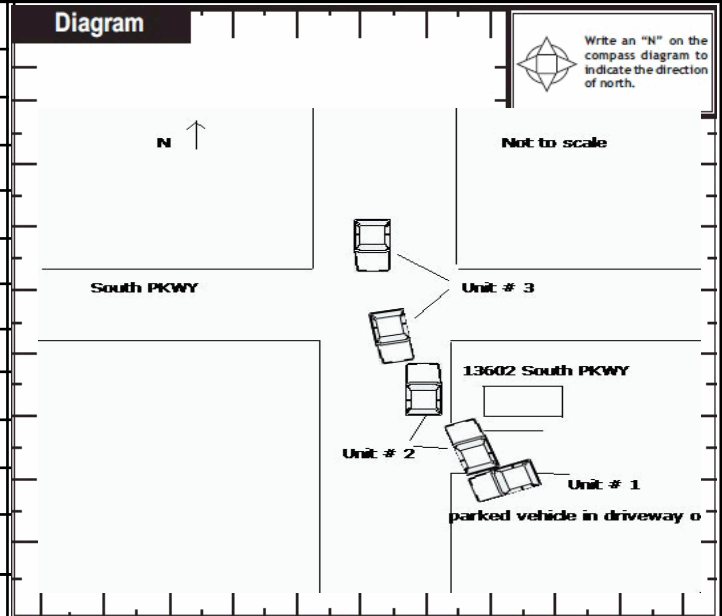 Diagram
Write an “N” on the
compass diagram to
indicate the direction
of north.
N
Not to scale
South PKWY
Unit # 3
13602 South PKWY
Unit # 2
Unit # 1
parked vehicle in driveway o